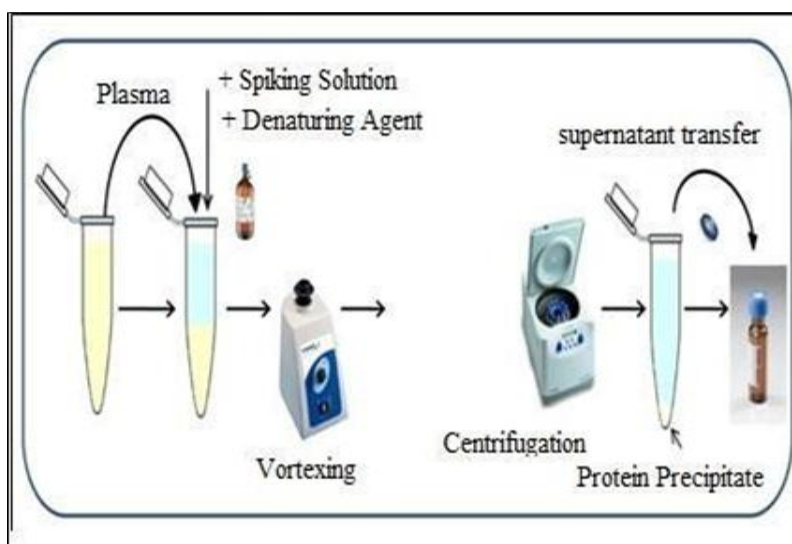 + Spiking Solution
Plasma
+ Denaturing Agent
supernatant transfer
Vortexing
Centrifugation
Protein Precipitate